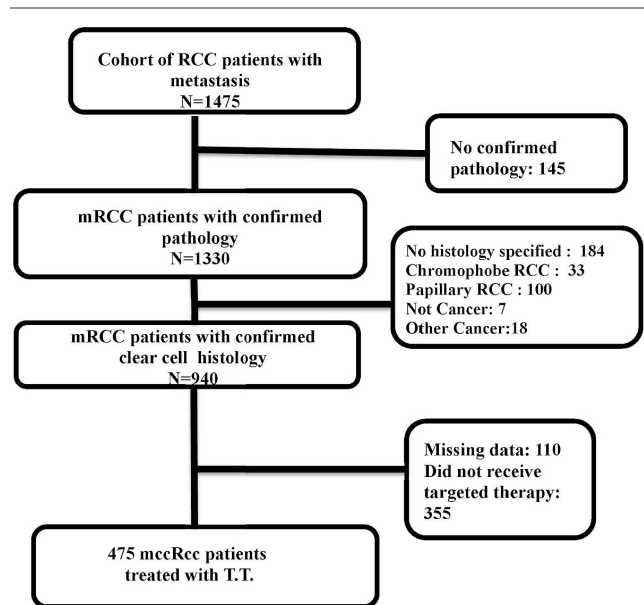 Cohort of RCC patients with
metastasis
N=1475
No confirmed
pathology: 145
mRCC patients with confirmed
pathology
N=1330
No histology specified : 184
Chromophobe RCC : 33
Papillary RCC : 100
Not Cancer: 7
Other Cancer:18
mRCC patients with confirmed
clear cell histology
N=940
Missing data: 110
Did not receive
targeted therapy:
355
475 mccRcc patients
treated with T.T.